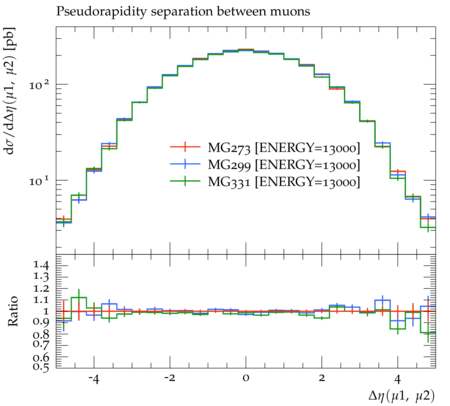 Pseudorapidity separation between muons
dσ/dΔη(μ1, μ2) [pb]
10²
10¹
MG273 [ENERGY=13000]
MG299 [ENERGY=13000]
MG331 [ENERGY=13000]
Ratio
1.4
1.3
1.2
1.1
1
0.9
0.8
0.7
0.6
0.5
-4 -2 0 2 4
Δη(μ1, μ2)